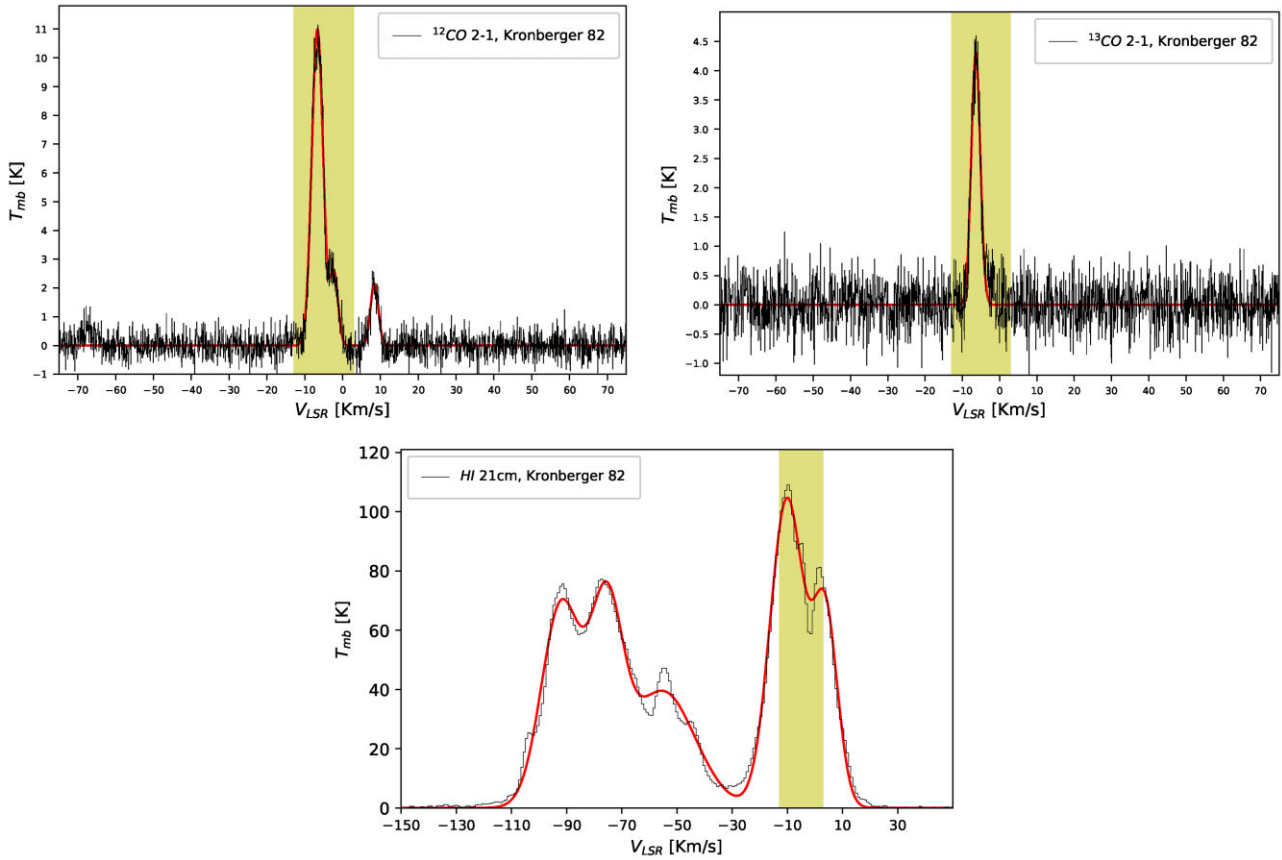 ¹²CO 2-1, Kronberger 82
11
10
9
8
7
6
5
4
3
2
1
0
−1
T_mb [K]
−70 −60 −50 −40 −30 −20 −10 0 10 20 30 40 50 60 70
V_LSR [Km/s]
¹³CO 2-1, Kronberger 82
4.5
4.0
3.5
3.0
2.5
2.0
1.5
1.0
0.5
0.0
−0.5
−1.0
T_mb [K]
−70 −60 −50 −40 −30 −20 −10 0 10 20 30 40 50 60 70
V_LSR [Km/s]
HI 21cm, Kronberger 82
120
100
80
60
40
20
0
T_mb [K]
−150 −130 −110 −90 −70 −50 −30 −10 10 30
V_LSR [Km/s]